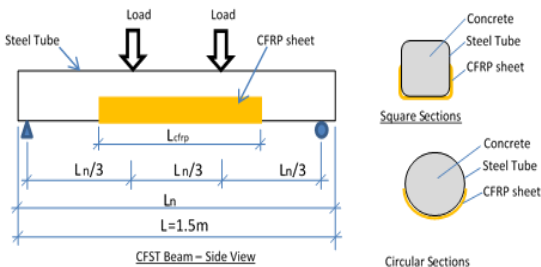 Load
Load
Steel Tube
CFRP sheet
Lcfrp
Ln/3
Ln/3
Ln/3
Ln
L=1.5m
CFST Beam – Side View
Concrete
Steel Tube
CFRP sheet
Square Sections
Concrete
Steel Tube
CFRP sheet
Circular Sections